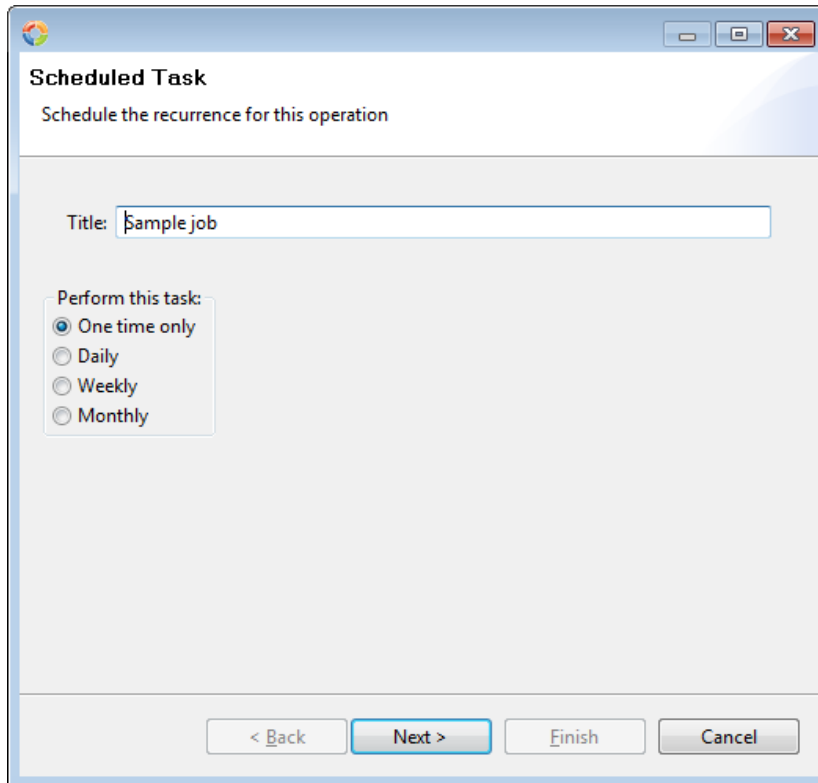 Scheduled Task
Schedule the recurrence for this operation
Title: Sample job
Perform this task:
One time only
Daily
Weekly
Monthly
< Back Next > Finish Cancel